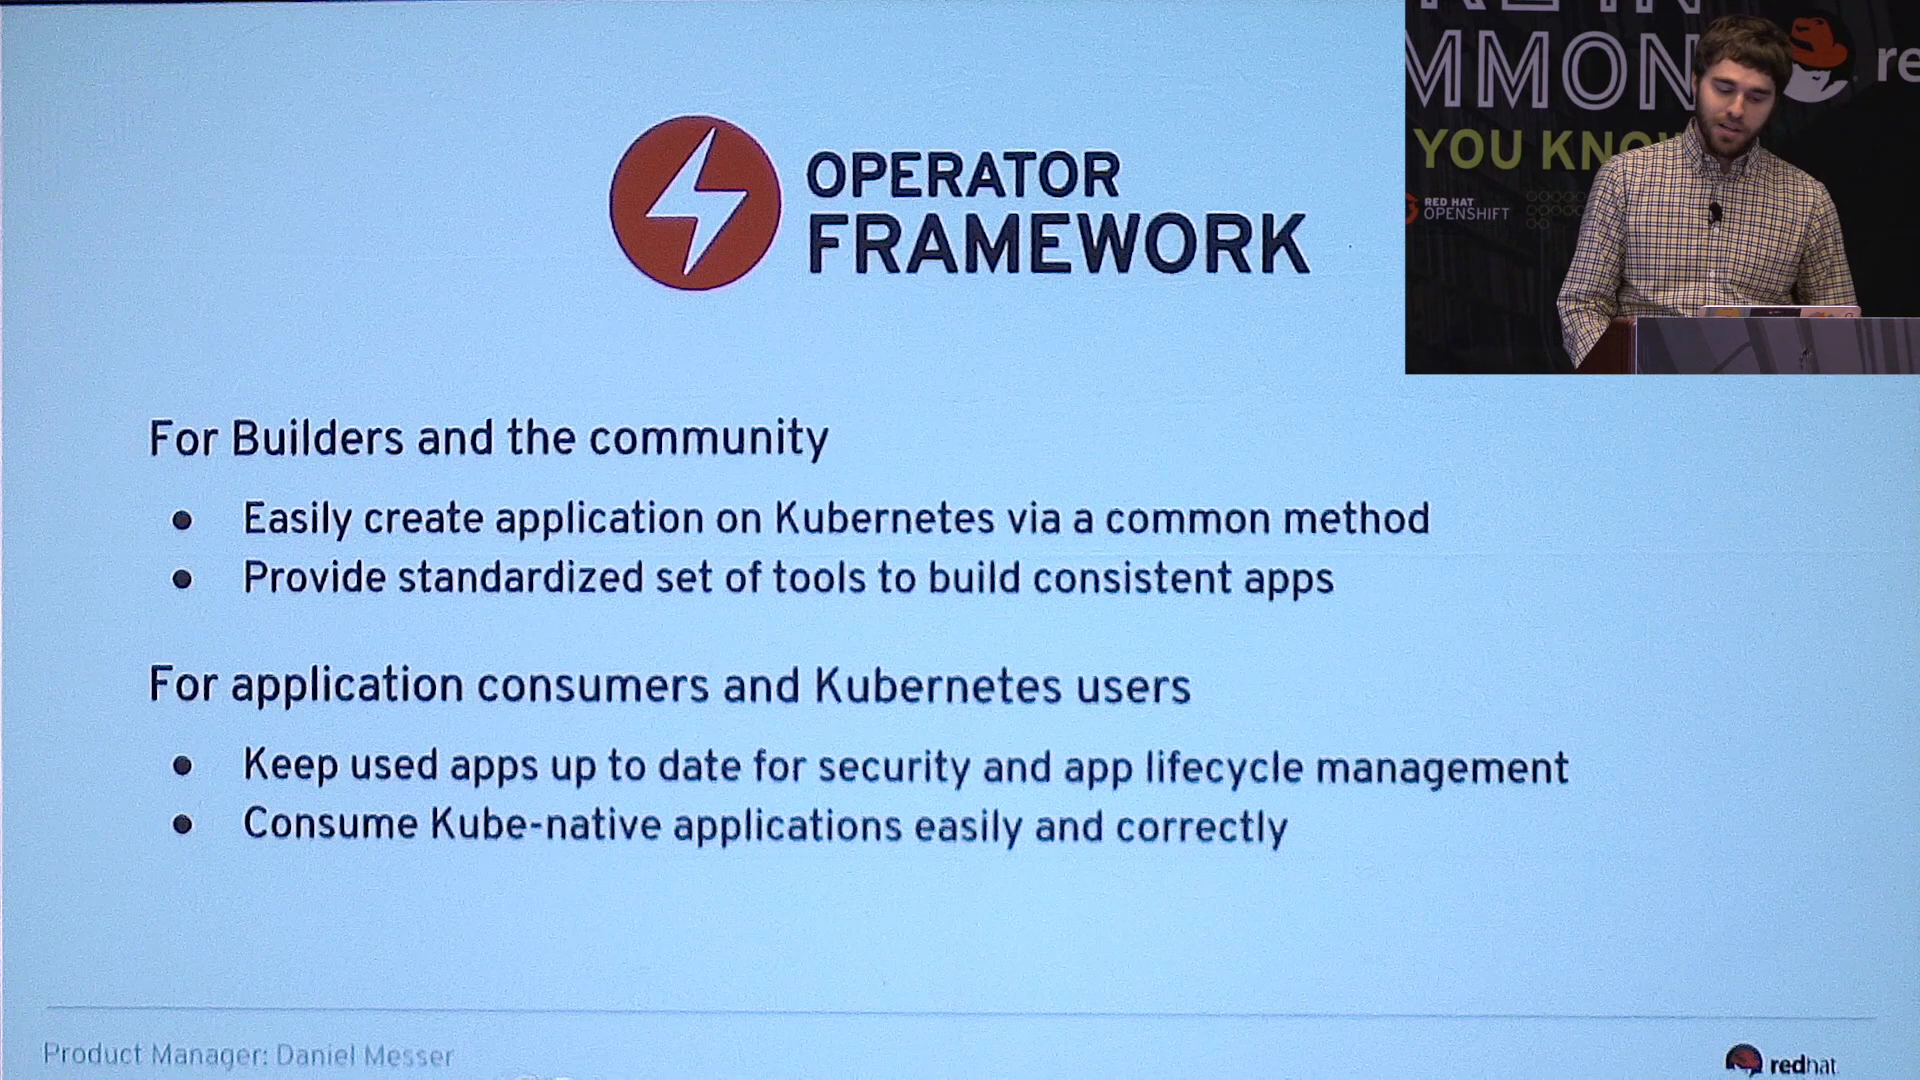 OPERATOR
FRAMEWORK
For Builders and the community
Easily create application on Kubernetes via a common method
Provide standardized set of tools to build consistent apps
For application consumers and Kubernetes users
Keep used apps up to date for security and app lifecycle management
Consume Kube-native applications easily and correctly
Product Manager: Daniel Messer
redhat
MMON
YOU KNOW
RED HAT
OPENSHIFT
re